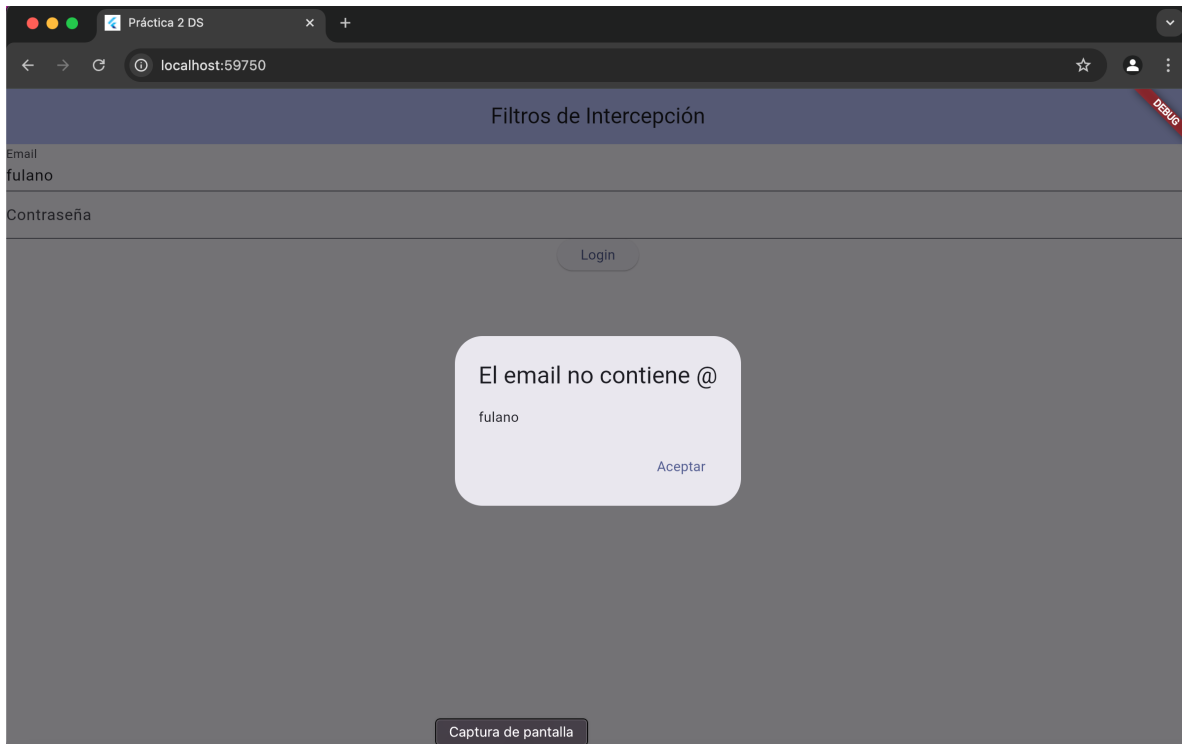 Práctica 2 DS
localhost:59750
Filtros de Intercepción
DEBUG
Email
fulano
Contraseña
Login
El email no contiene @
fulano
Aceptar
Captura de pantalla